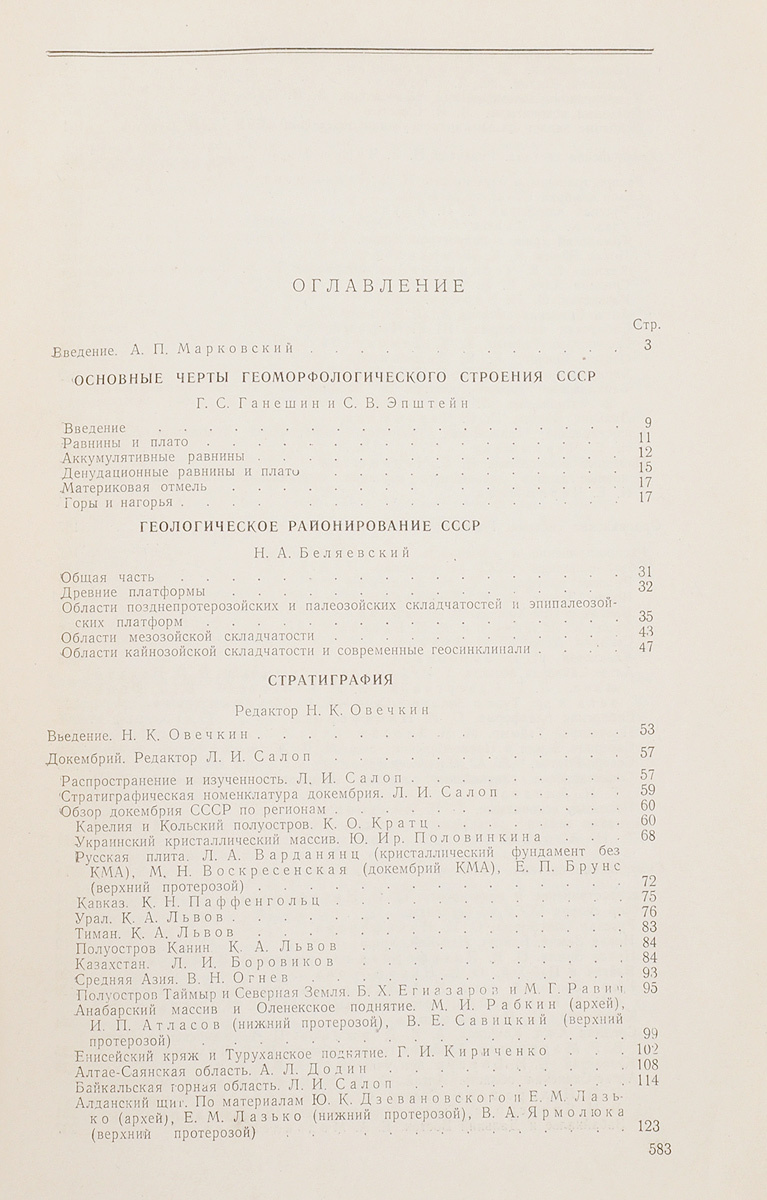 ОГЛАВЛЕНИЕ
Стр.
Введение. А. П. Марковский . . . . . . . . . . . . 3
ОСНОВНЫЕ ЧЕРТЫ ГЕОМОРФОЛОГИЧЕСКОГО СТРОЕНИЯ СССР
Г. С. Ганешин и С. В. Эпштейн
Введение . . . . . . . . . . . . 9
Равнины и плато . . . . . . . . . . . . 11
Аккумулятивные равнины . . . . . . . . . . . . 12
Денудационные равнины и плато . . . . . . . . . . . . 15
Материковая отмель . . . . . . . . . . . . 17
Горы и нагорья . . . . . . . . . . . . 17
ГЕОЛОГИЧЕСКОЕ РАЙОНИРОВАНИЕ СССР
Н. А. Беляевский
Общая часть . . . . . . . . . . . . 31
Древние платформы . . . . . . . . . . . . 32
Области позднепротерозойских и палеозойских складчатостей и эпипалеозой-
ских платформ . . . . . . . . . . . . 35
Области мезозойской складчатости . . . . . . . . . . . . 43
Области кайнозойской складчатости и современные геосинклинали . . . . 47
СТРАТИГРАФИЯ
Редактор Н. К. Овечкин
Введение. Н. К. Овечкин . . . . . . . . . . . . 53
Докембрий. Редактор Л. И. Салоп . . . . . . . . . . . . 57
Распространение и изученность. Л. И. Салоп . . . . . . . . . 57
Стратиграфическая номенклатура докембрия. Л. И. Салоп . . . . . 59
Обзор докембрия СССР по регионам . . . . . . . . . . . . 60
Карелия и Кольский полуостров. К. О. Кратц . . . . . . . . 60
Украинский кристаллический массив. Ю. Ир. Половинкина . . . 68
Русская плита. Л. А. Варданянц (кристаллический фундамент без
КМА), М. Н. Воскресенская (докембрий КМА), Е. П. Брунс
(верхний протерозой) . . . . . . . . . . . . 72
Кавказ. К. Н. Паффенгольц . . . . . . . . . . . . 75
Урал. К. А. Львов . . . . . . . . . . . . 76
Тиман. К. А. Львов . . . . . . . . . . . . 83
Полуостров Канин К. А. Львов . . . . . . . . . . . . 84
Казахстан. Л. И. Боровиков . . . . . . . . . . . . 84
Средняя Азия. В. Н. Огнев . . . . . . . . . . . . 93
Полуостров Таймыр и Северная Земля. Б. Х. Егиазаров и М. Г. Равич. 95
Анабарский массив и Оленекское поднятие. М. И. Рабкин (архей),
И. П. Атласов (нижний протерозой), В. Е. Савицкий (верхний
протерозой) . . . . . . . . . . . . 99
Енисейский кряж и Туруханское поднятие. Г. И. Кириченко . . . 102
Алтае-Саянская область. А. Л. Додин . . . . . . . . . . . 108
Байкальская горная область. Л. И. Салоп . . . . . . . . . . 114
Алданский щит. По материалам Ю. К. Дзевановского и Е. М. Лазь-
ко (архей), Е. М. Лазько (нижний протерозой), В. А. Ярмолюка
(верхний протерозой) . . . . . . . . . . . . 123
583